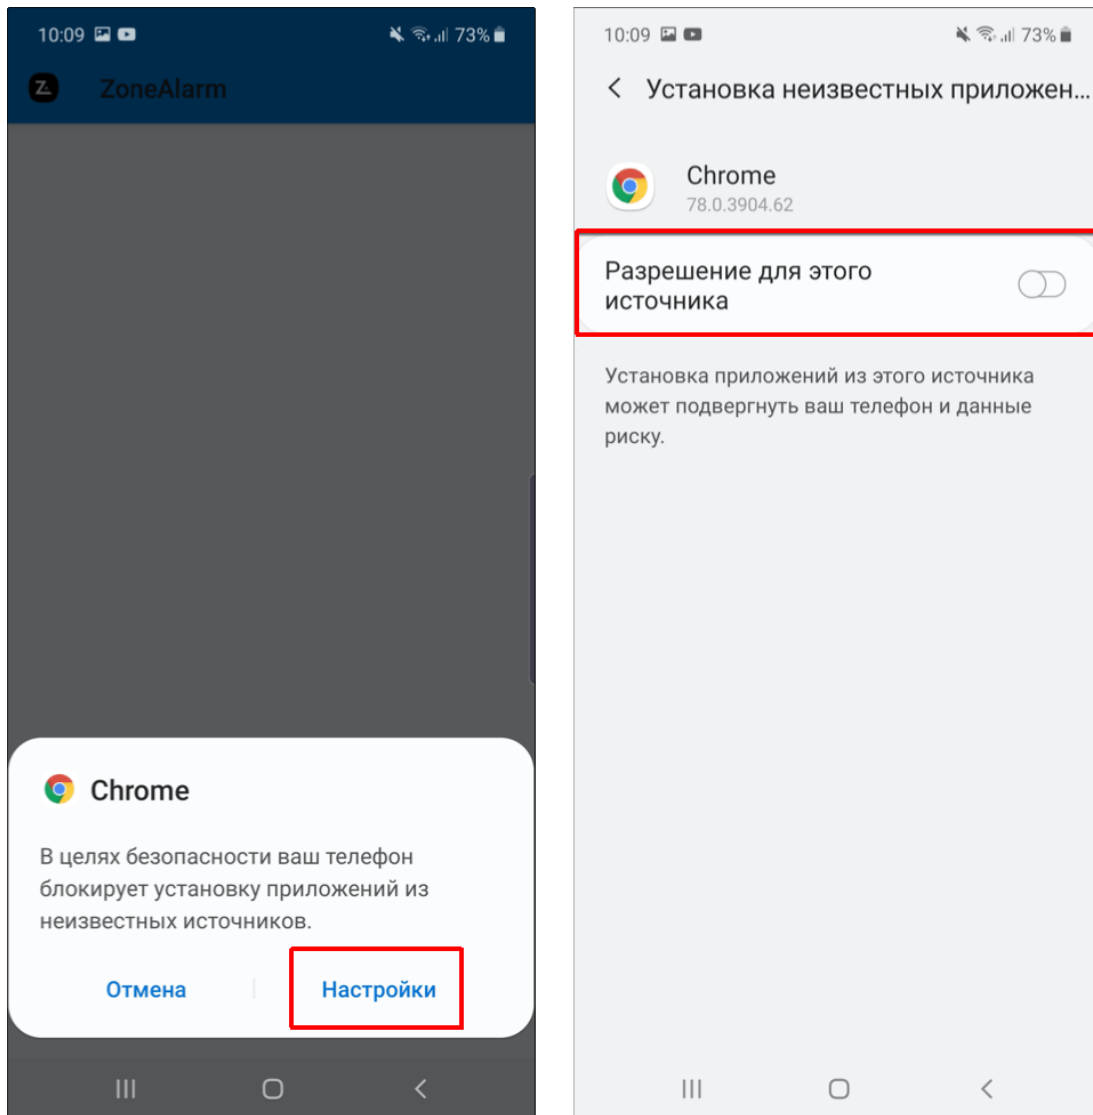 10:09
73%
ZoneAlarm
Chrome
В целях безопасности ваш телефон
блокирует установку приложений из
неизвестных источников.
Отмена
Настройки
10:09
73%
Установка неизвестных приложен...
Chrome
78.0.3904.62
Разрешение для этого
источника
Установка приложений из этого источника
может подвергнуть ваш телефон и данные
риску.